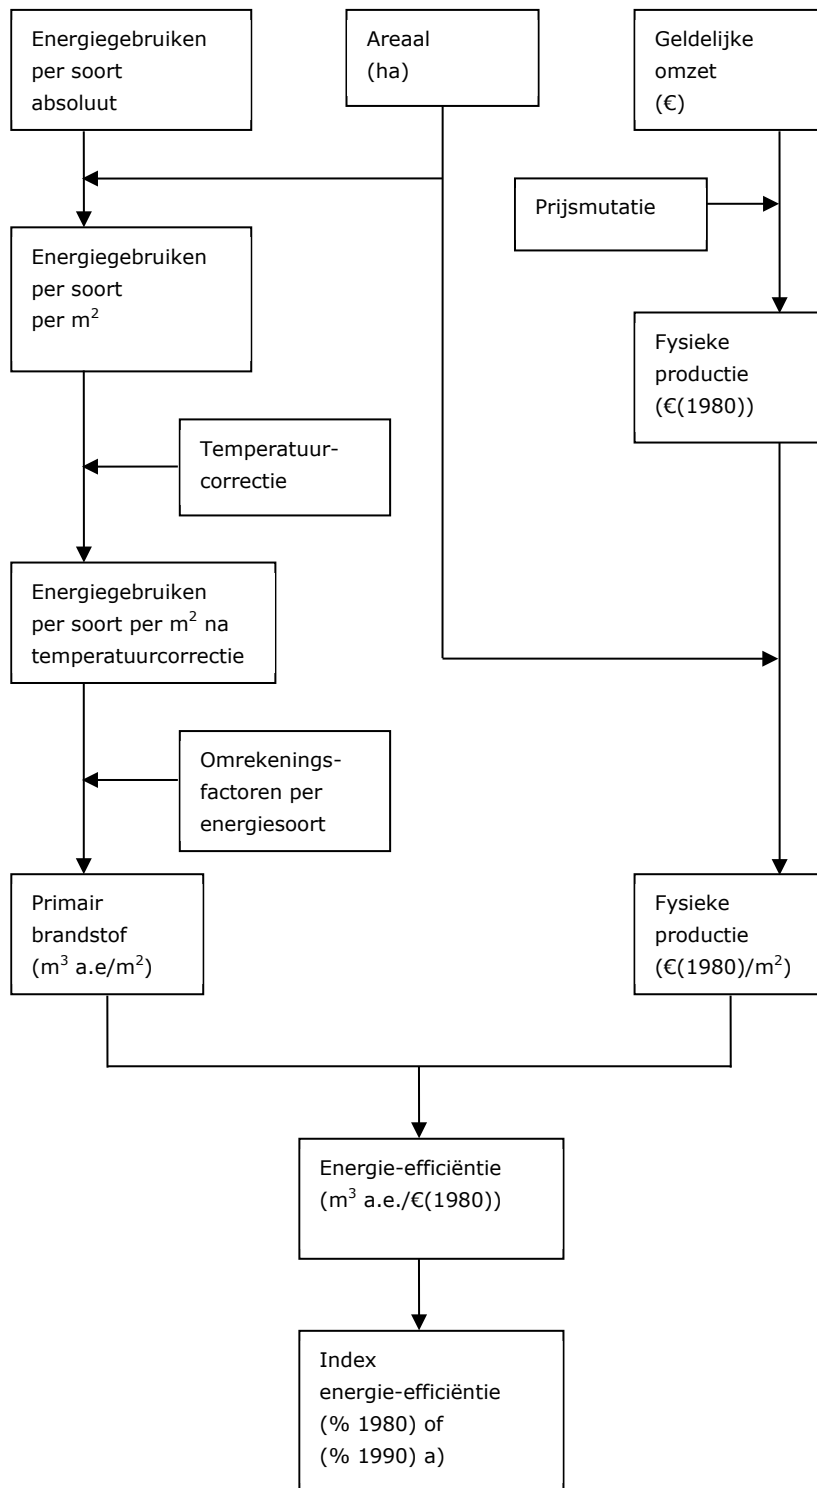 Energiegebruiken
per soort
absoluut
Areaal
(ha)
Geldelijke
omzet
(€)
Prijsmutatie
Energiegebruiken
per soort
per m²
Fysieke
productie
(€(1980))
Temperatuur-
correctie
Energiegebruiken
per soort per m² na
temperatuurcorrectie
Omrekenings-
factoren per
energiesoort
Primair
brandstof
(m³ a.e/m²)
Fysieke
productie
(€(1980)/m²)
Energie-efficiëntie
(m³ a.e./€(1980))
Index
energie-efficiëntie
(% 1980) of
(% 1990) a)